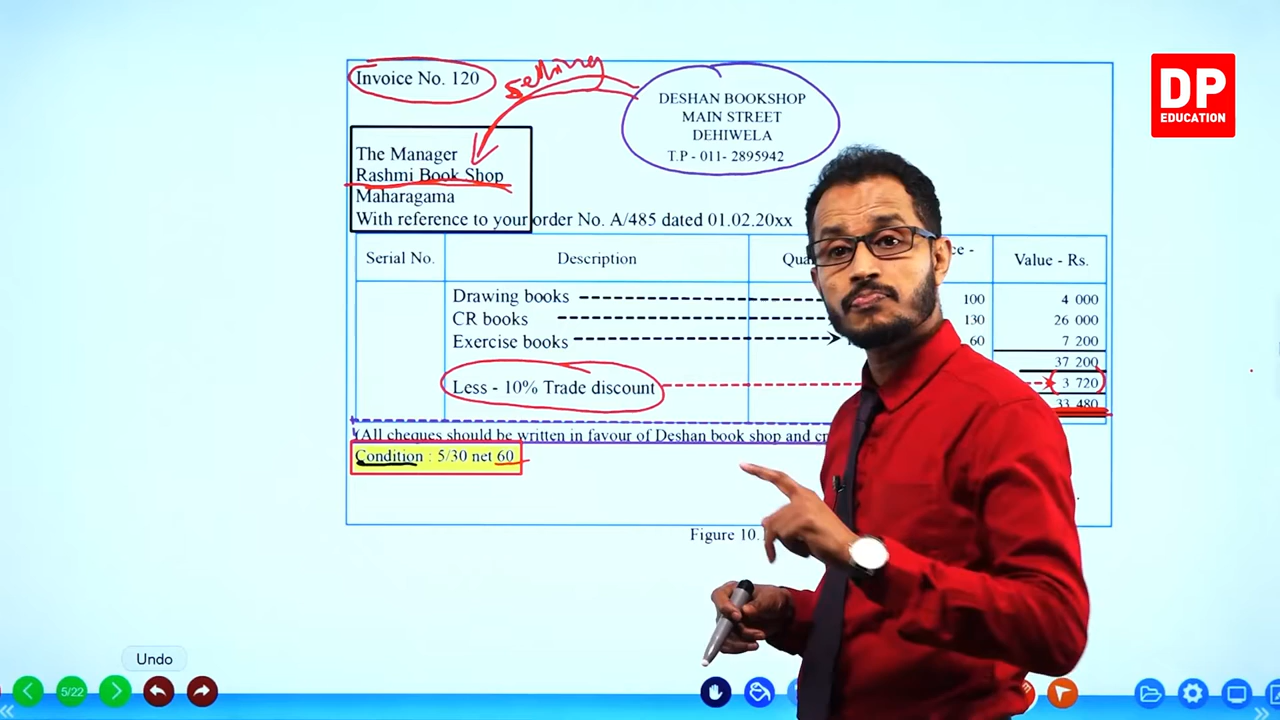 DP
EDUCATION
Invoice No. 120
selling
DESHAN BOOKSHOP
MAIN STREET
DEHIWELA
T.P - 011- 2895942
The Manager
Rashmi Book Shop
Maharagama
With reference to your order No. A/485 dated 01.02.20xx
Serial No. Description Value - Rs.
Drawing books 100 4 000
CR books 130 26 000
Exercise books 60 7 200
37 200
Less - 10% Trade discount 3 720
33 480
(All cheques should be written in favour of Deshan book shop and
Condition : 5/30 net 60
Figure 10.
Undo
5/22